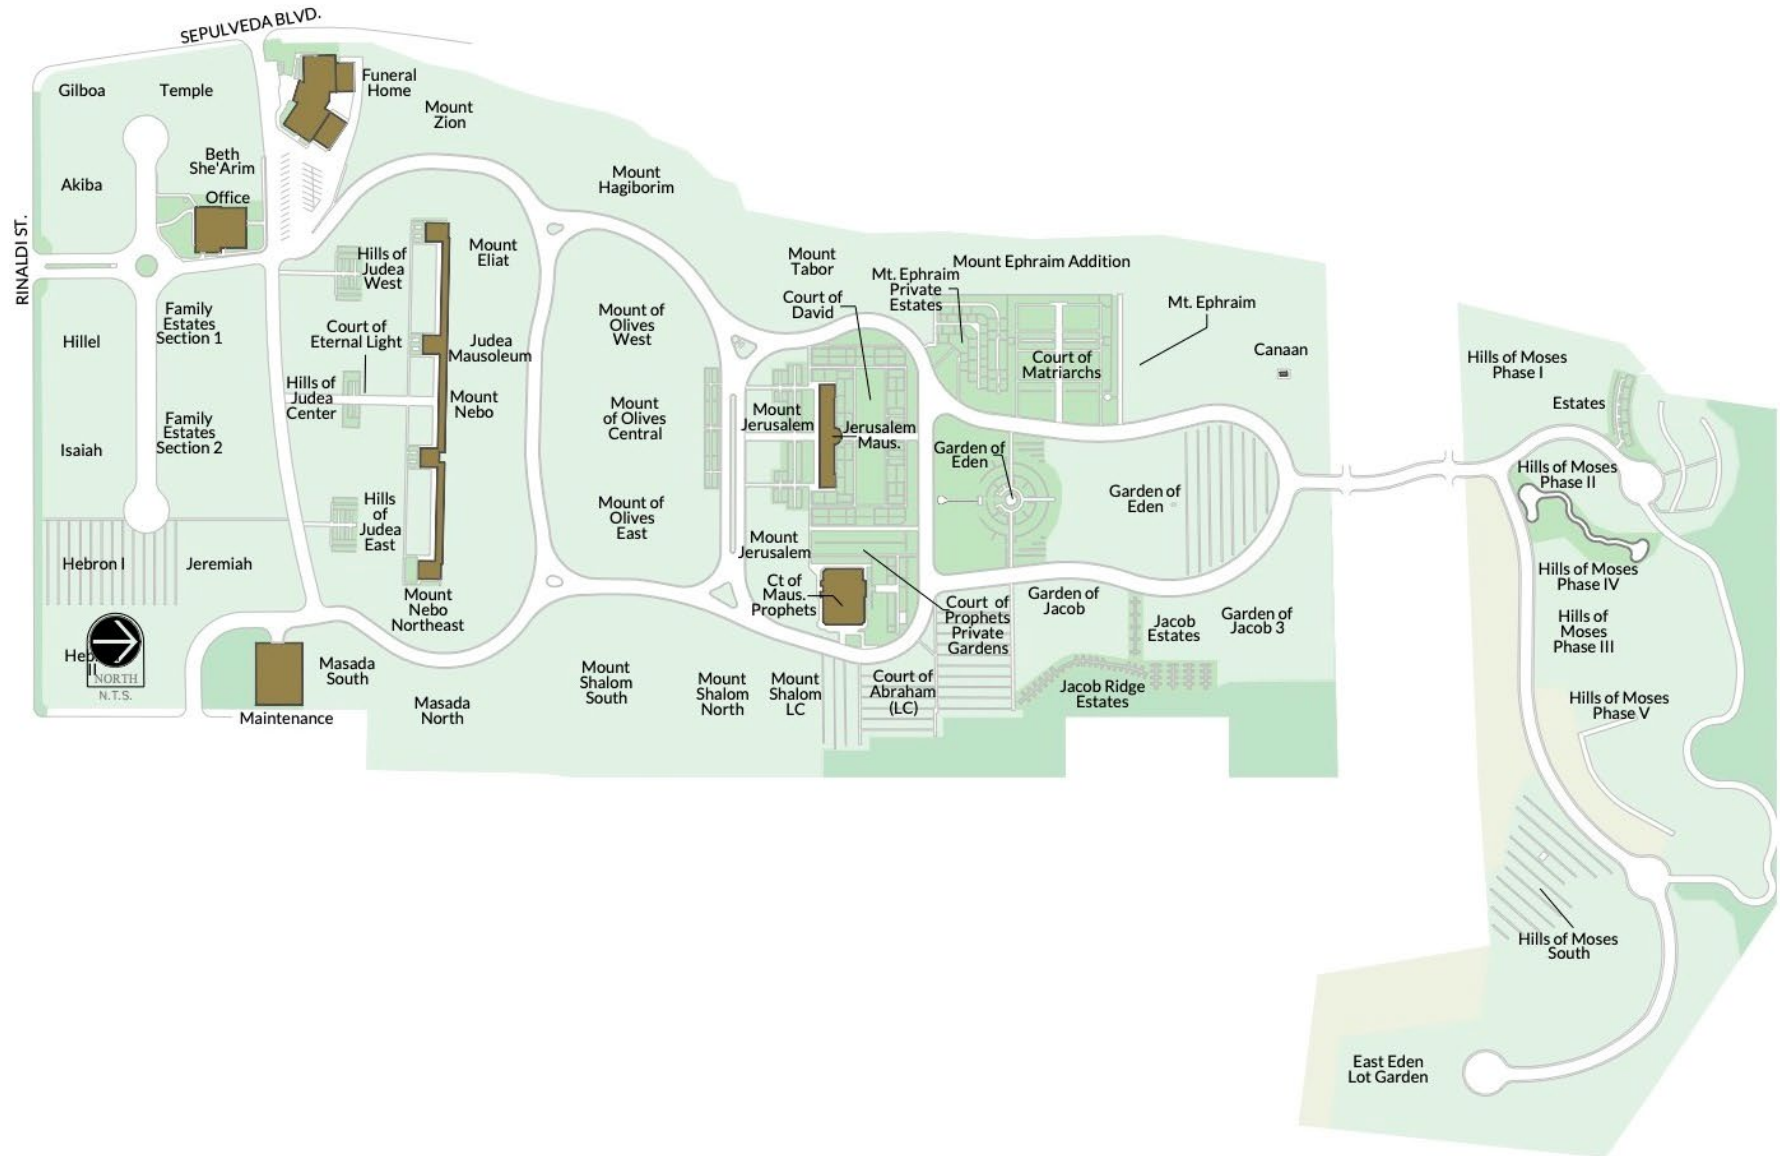 SEPULVEDA BLVD.
RINALDI ST.
Gilboa
Temple
Funeral
Home
Mount
Zion
Beth
She'Arim
Akiba
Office
Mount
Hagiborim
Hills of
Judea
West
Mount
Eliat
Mount
Tabor
Mt. Ephraim
Private
Estates
Mount Ephraim Addition
Court of
David
Mt. Ephraim
Family
Estates
Section 1
Hillel
Court of
Eternal Light
Judea
Mausoleum
Mount of
Olives
West
Court of
Matriarchs
Canaan
Hills of Moses
Phase I
Estates
Hills of
Judea
Center
Mount
Nebo
Mount
of Olives
Central
Mount
Jerusalem
Jerusalem
Maus.
Family
Estates
Section 2
Isaiah
Garden of
Eden
Garden of
Eden
Hills of Moses
Phase II
Hills
of
Judea
East
Mount of
Olives
East
Mount
Jerusalem
Hebron I
Jeremiah
Ct of
Maus.
Prophets
Court of
Prophets
Private
Gardens
Garden of
Jacob
Jacob
Estates
Garden of
Jacob 3
Hills of Moses
Phase IV
Hills of
Moses
Phase III
Mount
Nebo
Northeast
II
NORTH
N.T.S.
Masada
South
Maintenance
Masada
North
Mount
Shalom
South
Mount
Shalom
North
Mount
Shalom
LC
Court of
Abraham
(LC)
Jacob Ridge
Estates
Hills of Moses
Phase V
Hills of Moses
South
East Eden
Lot Garden